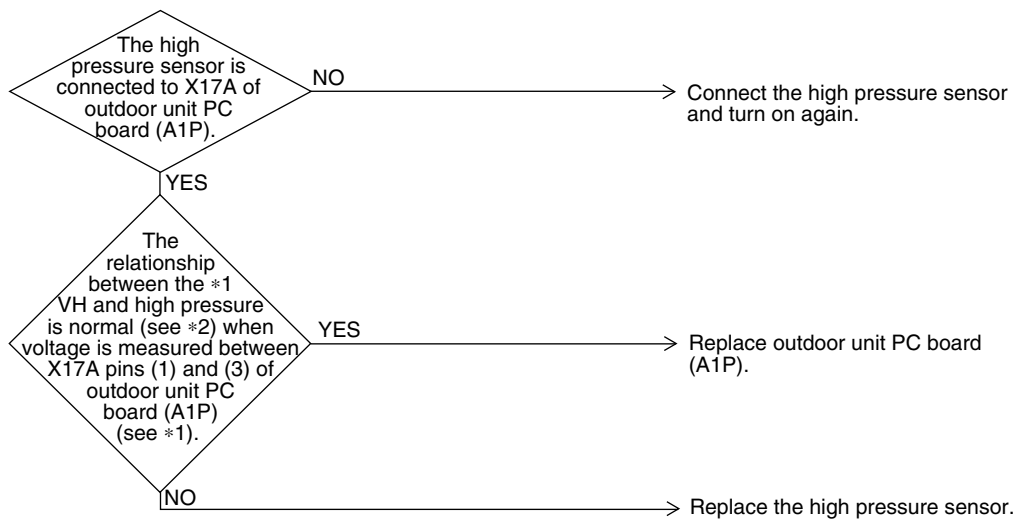 The high
pressure sensor is
connected to X17A of
outdoor unit PC
board (A1P).
NO
Connect the high pressure sensor
and turn on again.
YES
The
relationship
between the *1
VH and high pressure
is normal (see *2) when
voltage is measured between
X17A pins (1) and (3) of
outdoor unit PC
board (A1P)
(see *1).
YES
Replace outdoor unit PC board
(A1P).
NO
Replace the high pressure sensor.